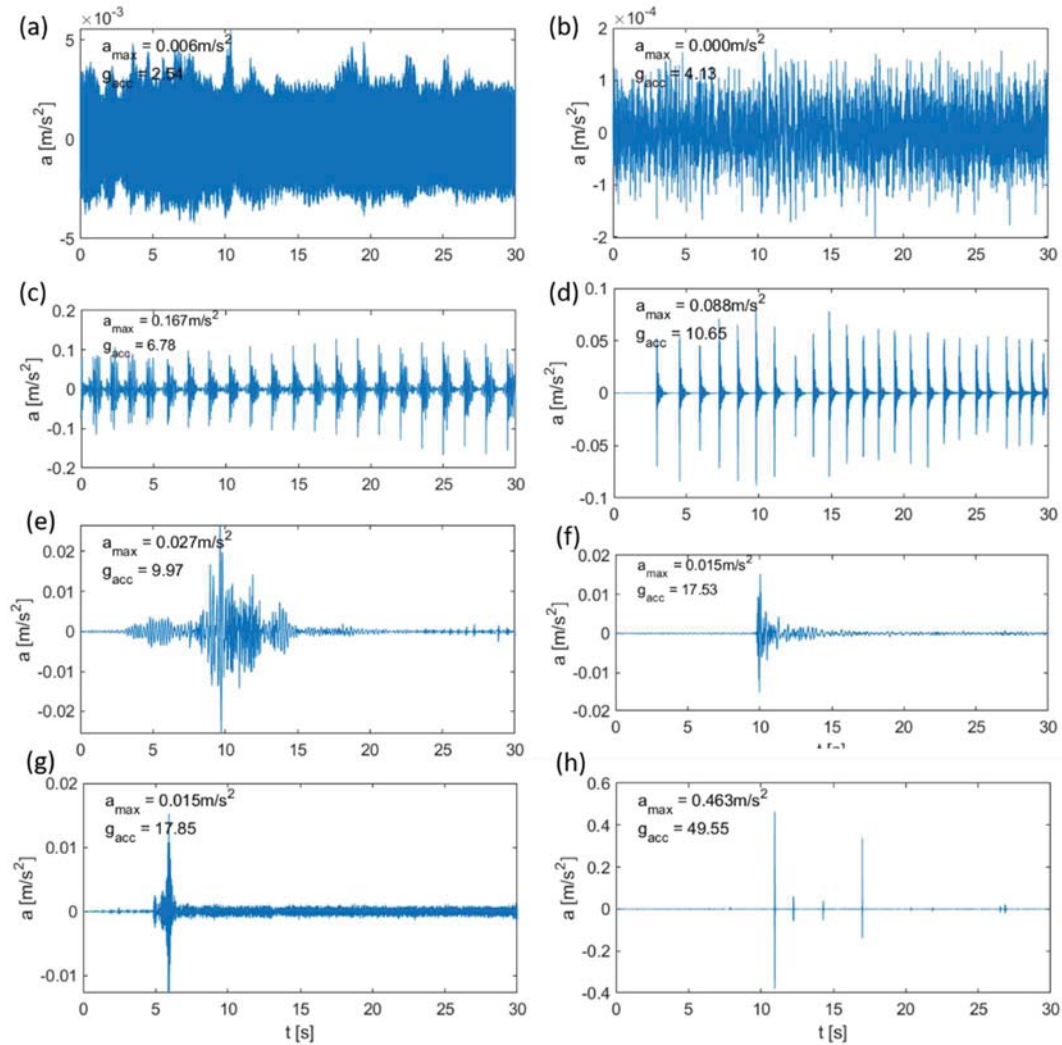 (a)
×10⁻³
a_max = 0.006m/s²
g_acc = 2.54
5
0
-5
a [m/s²]
0 5 10 15 20 25 30
(b)
×10⁻⁴
a_max = 0.000m/s²
g_acc = 4.13
2
1
0
-1
-2
a [m/s²]
0 5 10 15 20 25 30
(c)
a_max = 0.167m/s²
g_acc = 6.78
0.2
0.1
0
-0.1
-0.2
a [m/s²]
0 5 10 15 20 25 30
(d)
a_max = 0.088m/s²
g_acc = 10.65
0.1
0.05
0
-0.05
-0.1
a [m/s²]
0 5 10 15 20 25 30
(e)
a_max = 0.027m/s²
g_acc = 9.97
0.02
0.01
0
-0.01
-0.02
a [m/s²]
0 5 10 15 20 25 30
(f)
a_max = 0.015m/s²
g_acc = 17.53
0.02
0.01
0
-0.01
-0.02
a [m/s²]
0 5 10 15 20 25 30
(g)
a_max = 0.015m/s²
g_acc = 17.85
0.02
0.01
0
-0.01
a [m/s²]
0 5 10 15 20 25 30
t [s]
(h)
a_max = 0.463m/s²
g_acc = 49.55
0.6
0.4
0.2
0
-0.2
-0.4
a [m/s²]
0 5 10 15 20 25 30
t [s]